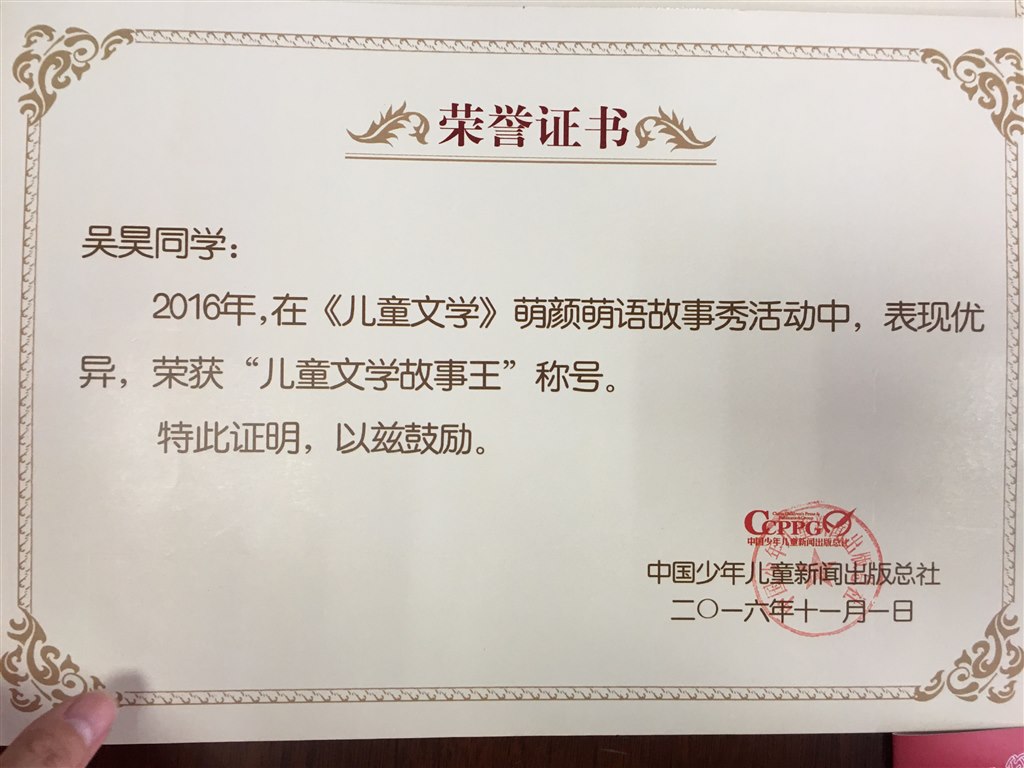 荣誉证书
吴昊同学：
2016年,在《儿童文学》萌颜萌语故事秀活动中，表现优
异，荣获“儿童文学故事王”称号。
特此证明，以兹鼓励。
CCPPG
中国少年儿童新闻出版总社
中国少年儿童新闻出版总社
二〇一六年十一月一日